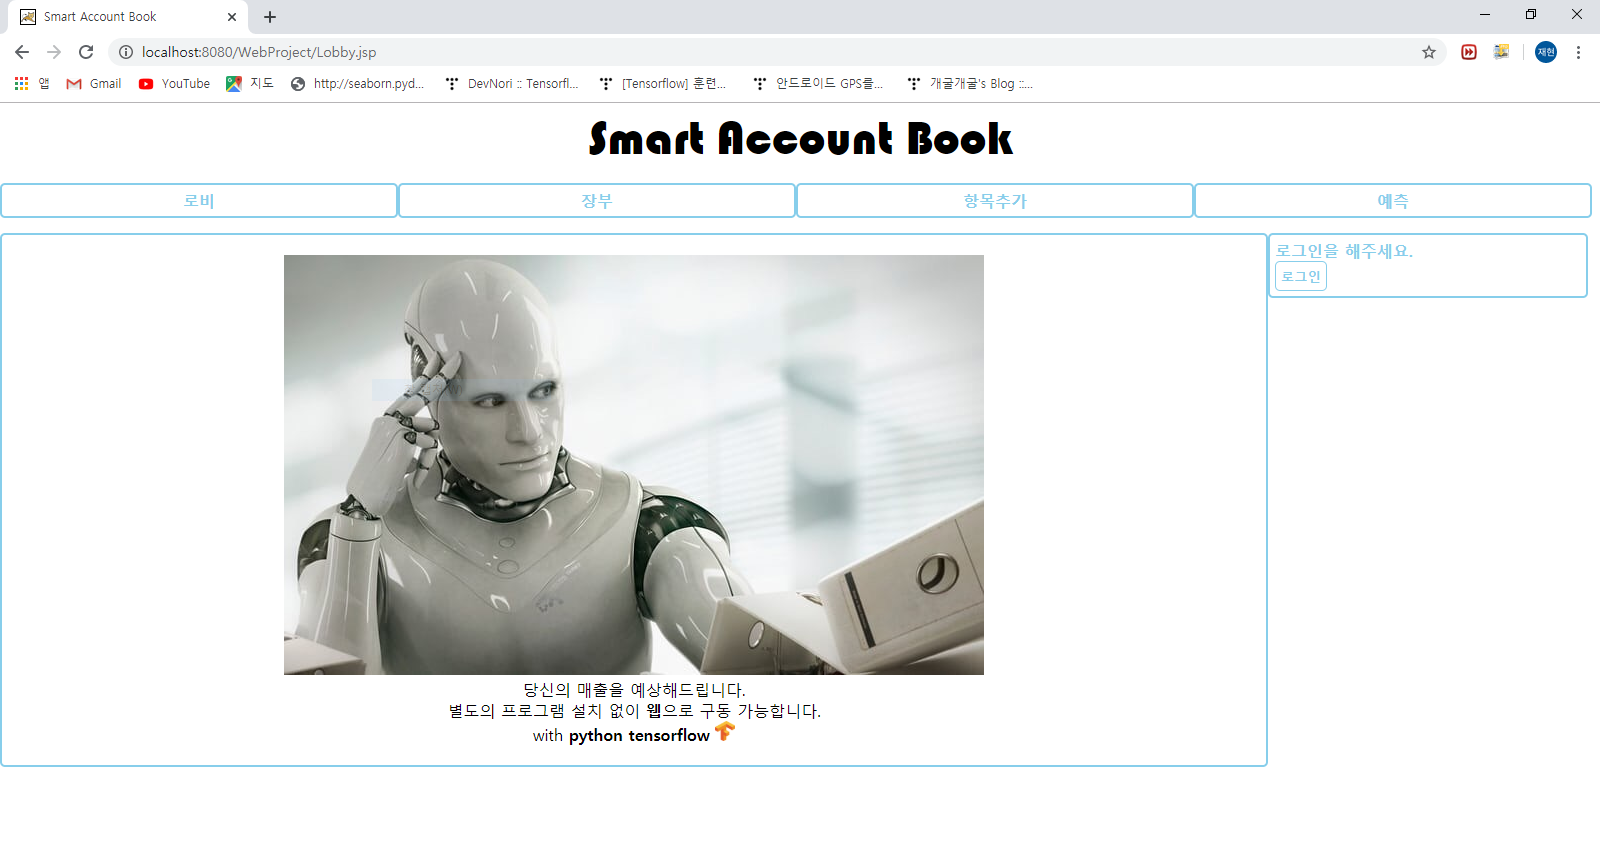 Smart Account Book
localhost:8080/WebProject/Lobby.jsp
재현
앱 Gmail YouTube 지도 http://seaborn.pyd... DevNori :: Tensorfl... [Tensorflow] 훈련... 안드로이드 GPS를... 개굴개굴's Blog ::...
Smart Account Book
로비 장부 항목추가 예측
로그인을 해주세요.
로그인
당신의 매출을 예상해드립니다.
별도의 프로그램 설치 없이 웹으로 구동 가능합니다.
with python tensorflow